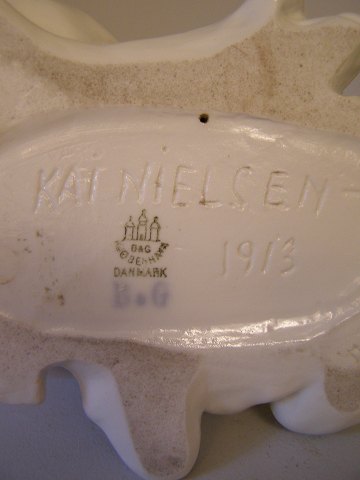 KAI NIELSEN
1913
B&G
KJØBENHAVN
DANMARK
B&G